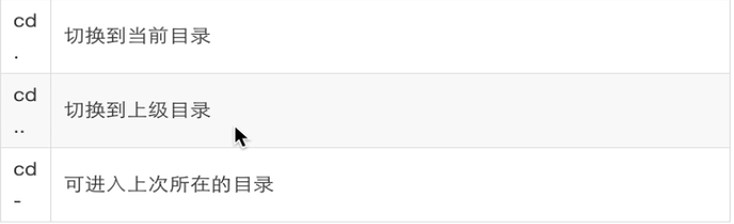 cd
.
切换到当前目录
cd
..
切换到上级目录
cd
-
可进入上次所在的目录